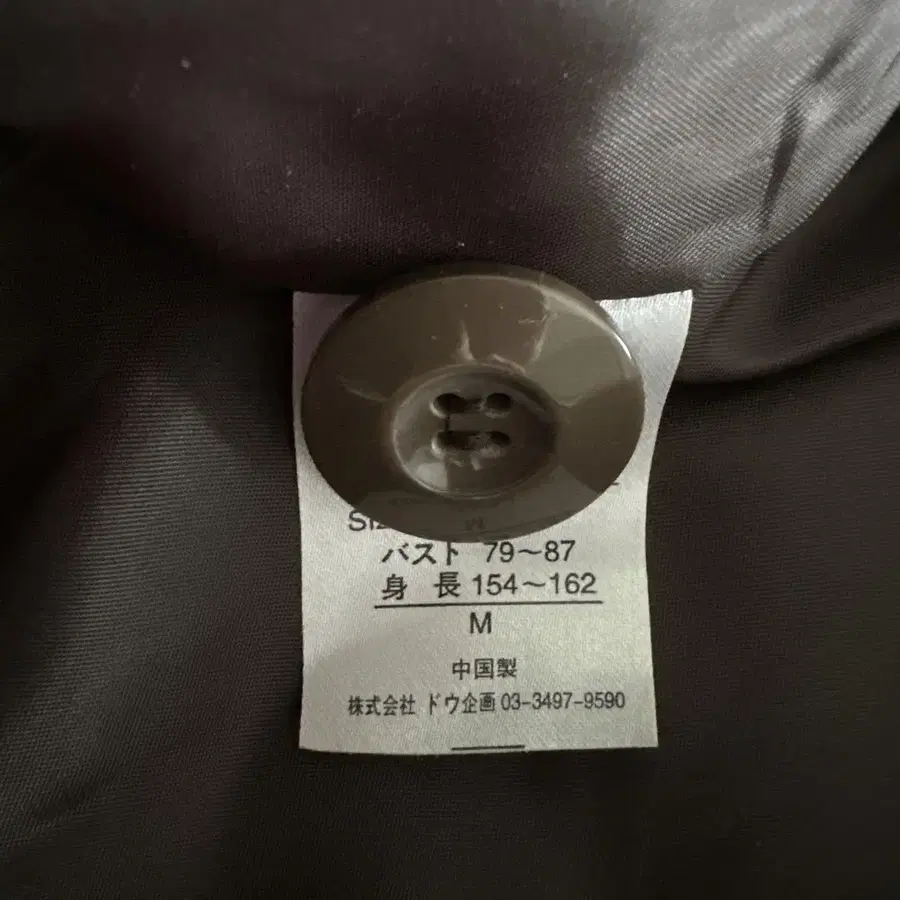 バスト 79〜87
身 長 154〜162
M
中国製
株式会社 ドウ企画 03-3497-9590